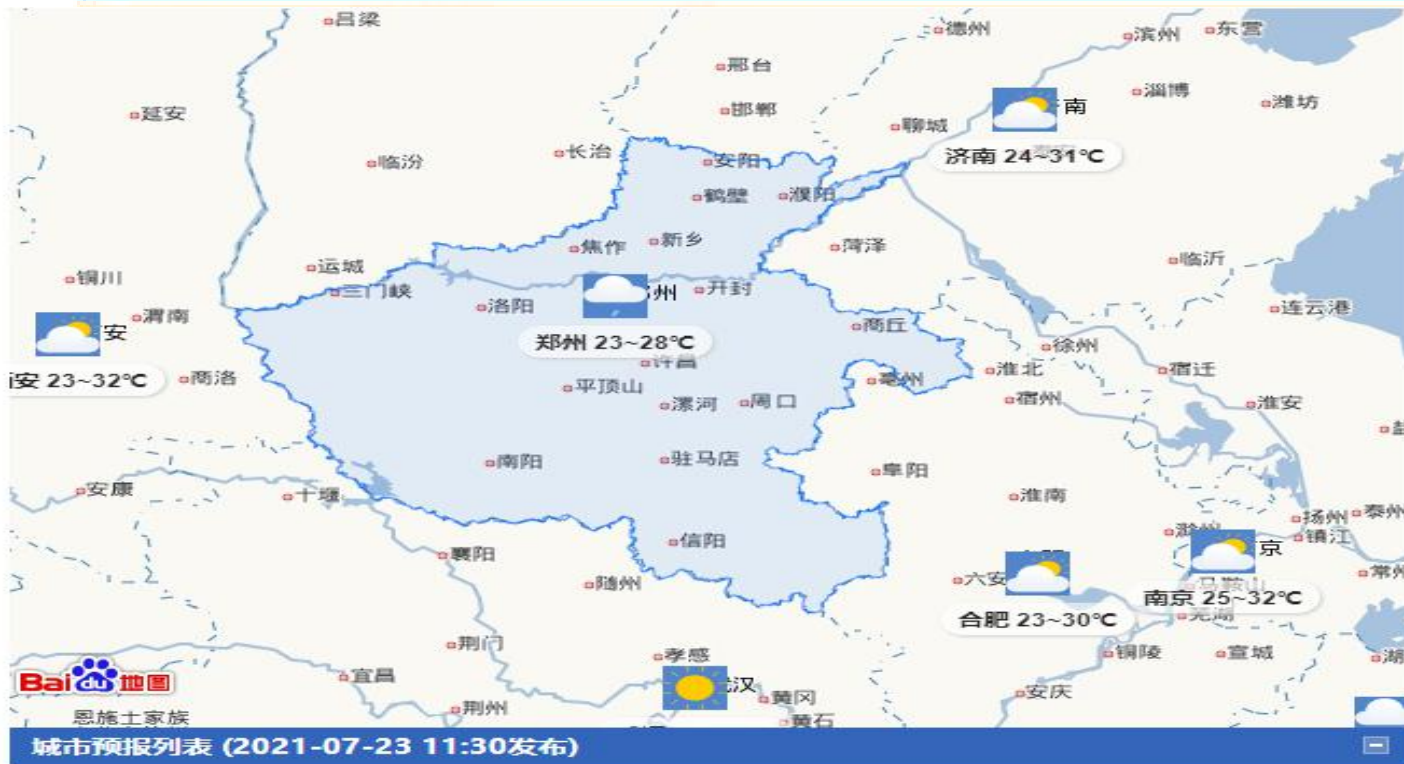 吕梁
德州
滨州
东营
邢台
淄博
潍坊
延安
邯郸
聊城
南
临汾
长治
安阳
济南 24~31℃
鹤壁
濮阳
焦作
新乡
菏泽
临沂
运城
铜川
三门峡
洛阳
州
开封
连云港
渭南
安
商丘
郑州 23~28℃
徐州
许昌
安 23~32℃
商洛
平顶山
亳州
淮北
宿迁
漯河
周口
宿州
淮安
南阳
驻马店
阜阳
安康
十堰
淮南
扬州
泰州
滁州
镇江
信阳
京
襄阳
随州
六安
常州
马鞍山
南京 25~32℃
合肥 23~30℃
芜湖
荆门
孝感
铜陵
宣城
湖
Bai du 地图
宜昌
汉
黄冈
安庆
恩施土家族
荆州
黄石
城市预报列表 (2021-07-23 11:30发布)